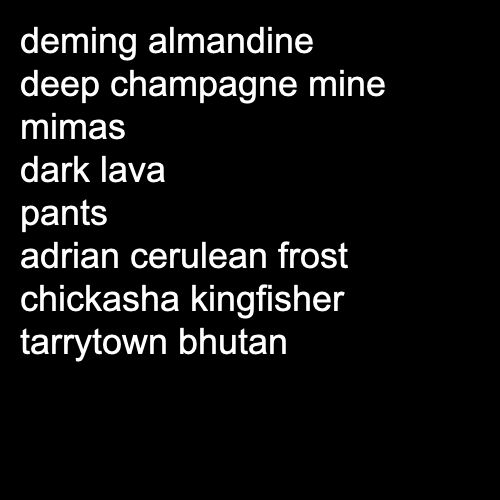 deming almandine
deep champagne mine
mimas
dark lava
pants
adrian cerulean frost
chickasha kingfisher
tarrytown bhutan